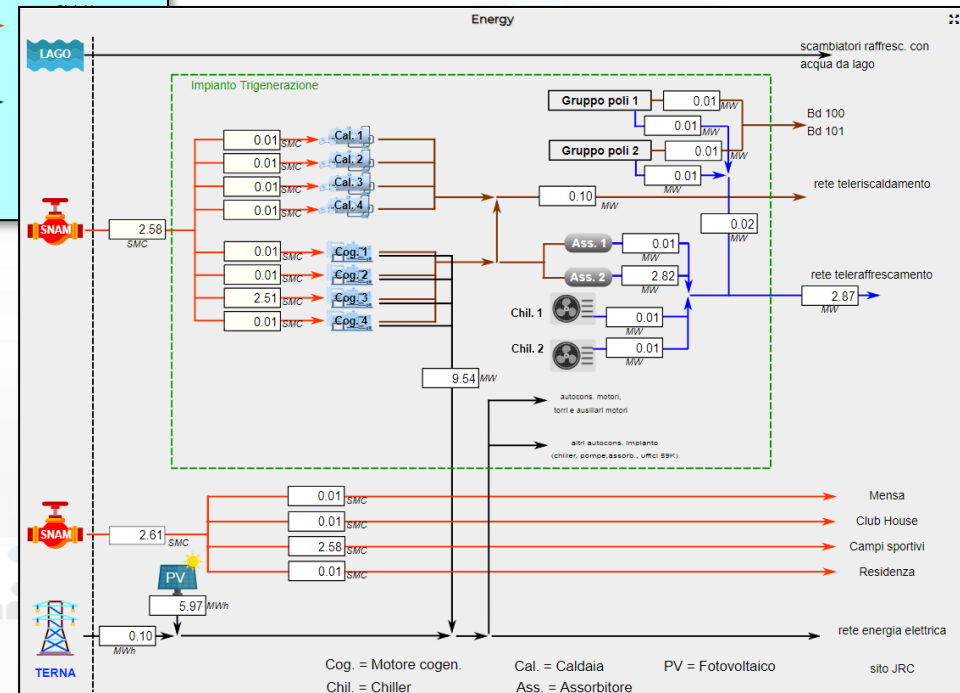 Energy
LAGO
scambiatori raffresc. con
acqua da lago
Impianto Trigenerazione
Gruppo poli 1
0.01 MW
0.01 MW
Bd 100
Bd 101
Gruppo poli 2
0.01 MW
0.01 MW
0.01 SMC
Cal. 1
0.01 SMC
Cal. 2
0.01 SMC
Cal. 3
0.01 SMC
Cal. 4
rete teleriscaldamento
0.10 MW
SNAM
2.58
SMC
0.02
MW
0.01 SMC
Cog. 1
0.01 SMC
Cog. 2
2.51 SMC
Cog. 3
0.01 SMC
Cog. 4
Ass. 1
0.01
MW
Ass. 2
2.82
MW
rete teleraffrescamento
2.87
MW
Chil. 1
0.01
MW
Chil. 2
0.01
MW
9.54 MW
autocons. motori,
torri e ausiliari motori
altri autocons. impianto
(chiller, pompe,assorb., uffici 59K)
SNAM
2.61 SMC
0.01 SMC
Mensa
0.01 SMC
Club House
2.58 SMC
Campi sportivi
0.01 SMC
Residenza
PV
5.97 MWh
0.10
MWh
rete energia elettrica
TERNA
Cog. = Motore cogen.
Cal. = Caldaia
PV = Fotovoltaico
sito JRC
Chil. = Chiller
Ass. = Assorbitore